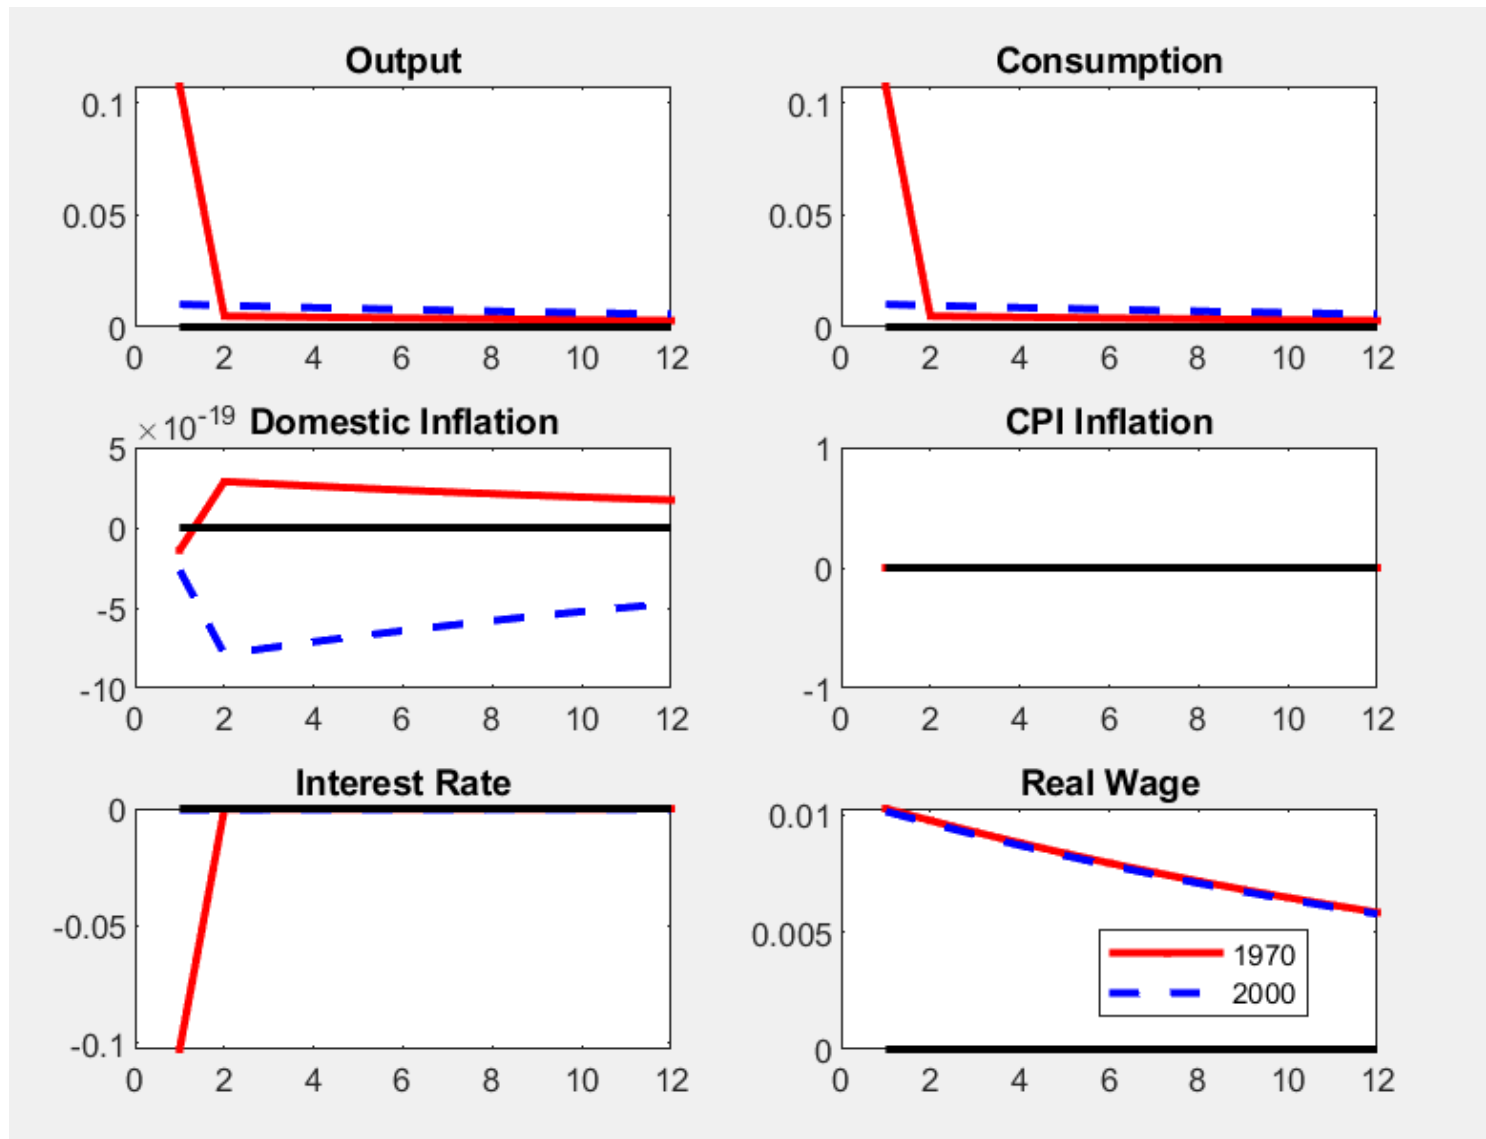 Output
0.1
0.05
0
0 2 4 6 8 10 12
Consumption
0.1
0.05
0
0 2 4 6 8 10 12
×10-19 Domestic Inflation
5
0
-5
-10
0 2 4 6 8 10 12
CPI Inflation
1
0
-1
0 2 4 6 8 10 12
Interest Rate
0
-0.05
-0.1
0 2 4 6 8 10 12
Real Wage
0.01
0.005
0
0 2 4 6 8 10 12
1970
2000